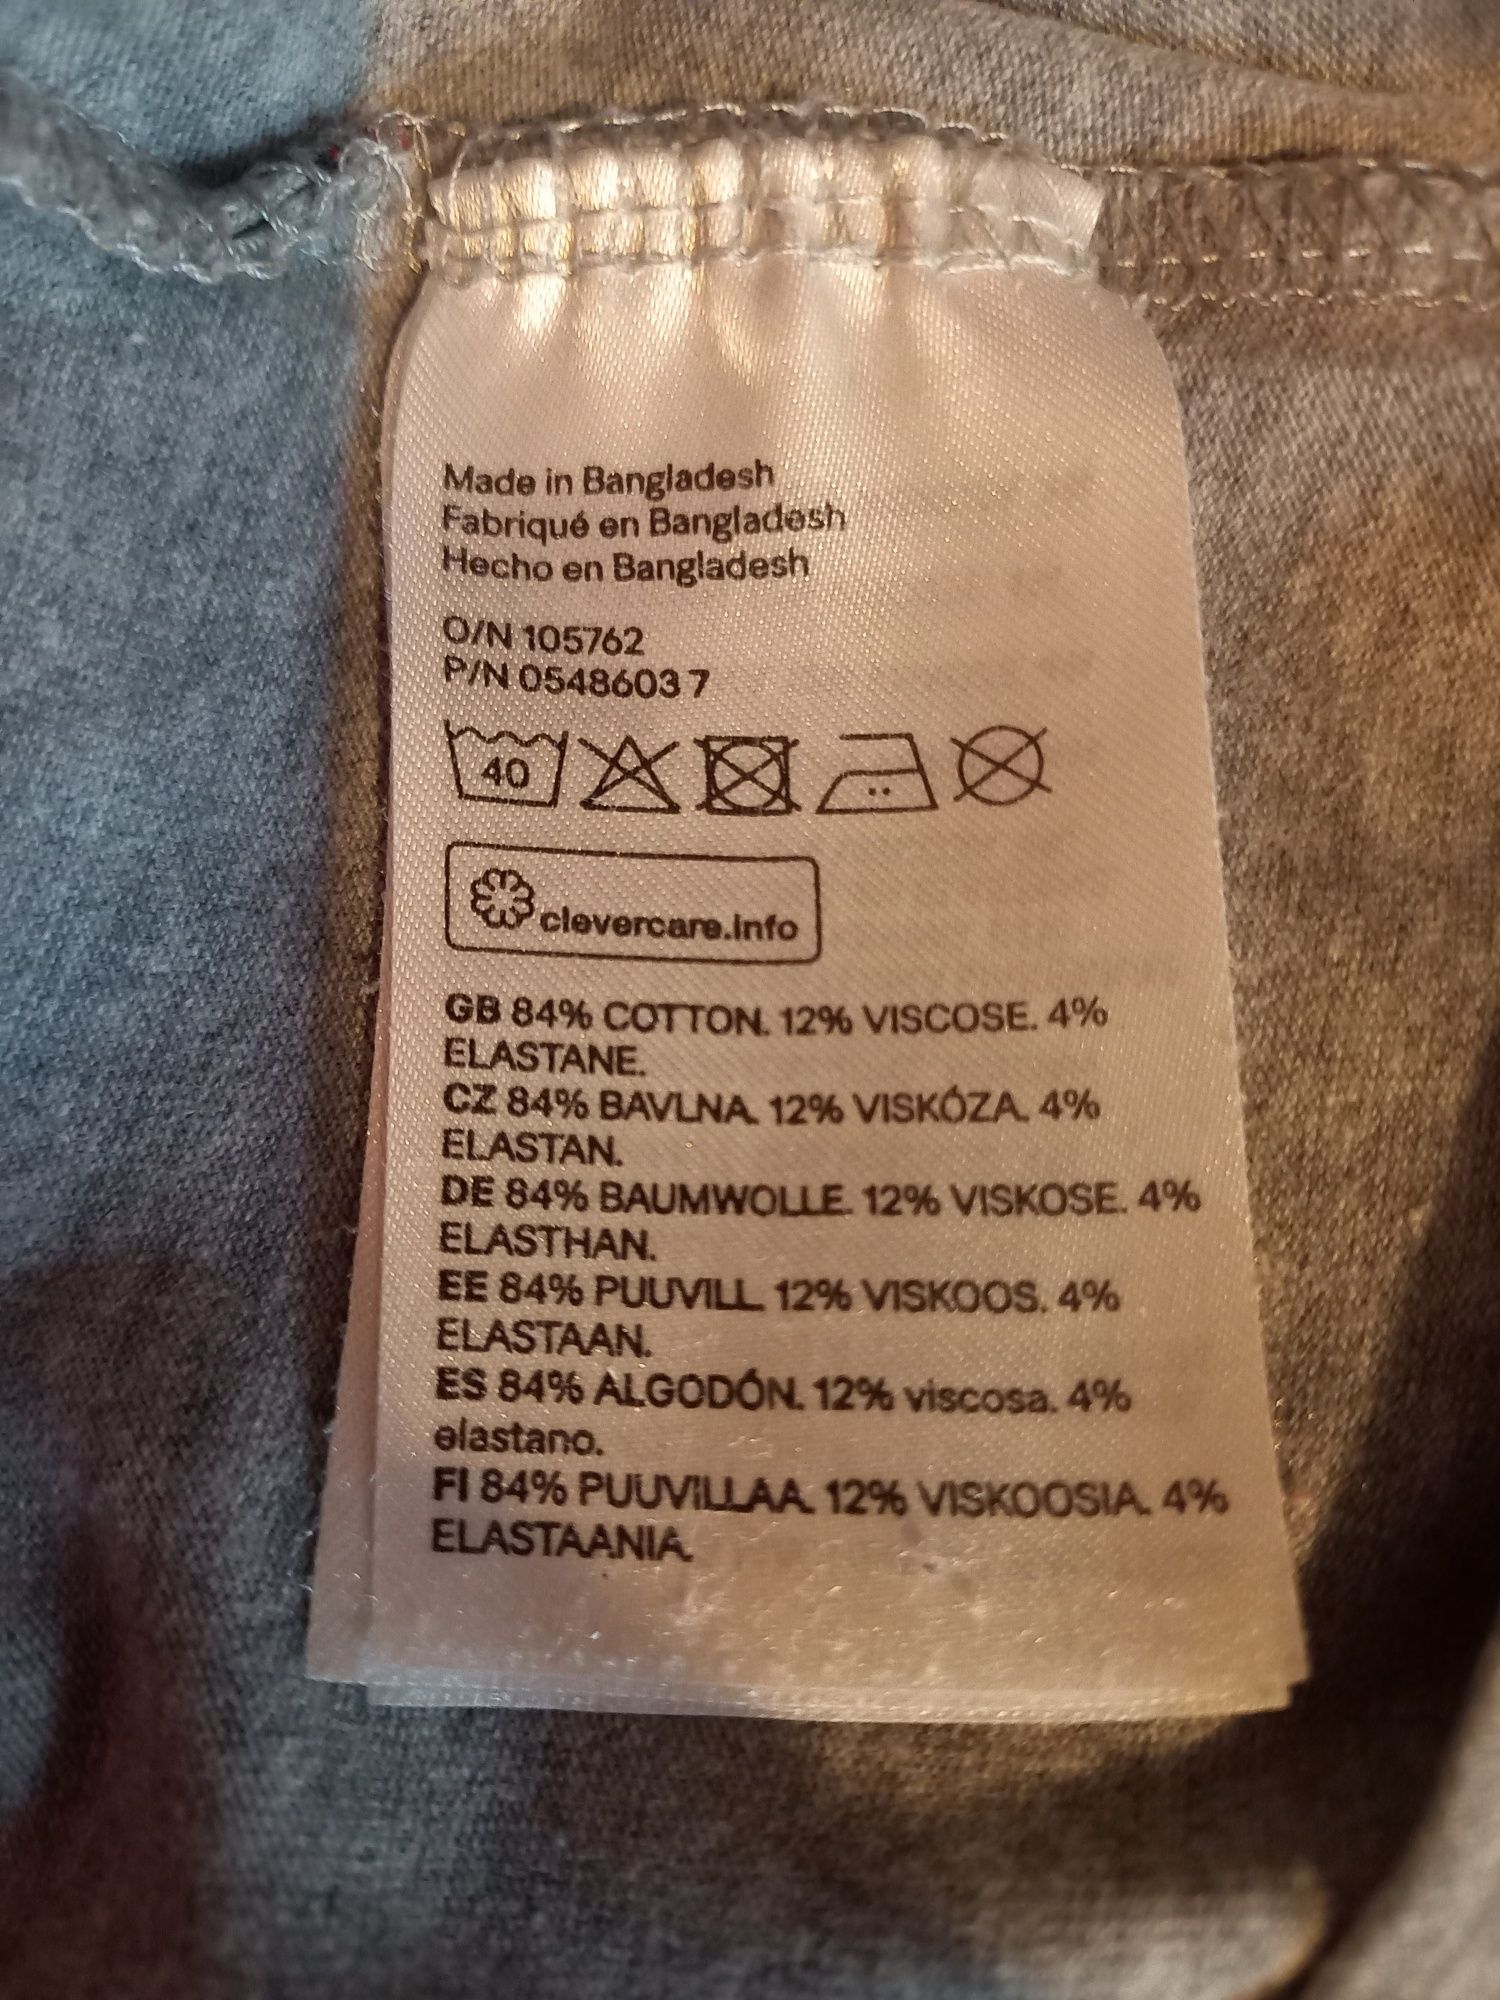 Made in Bangladesh
Fabriqué en Bangladesh
Hecho en Bangladesh
O/N 105762
P/N 0548603 7
40
clevercare.info
GB 84% COTTON. 12% VISCOSE. 4%
ELASTANE.
CZ 84% BAVLNA. 12% VISKÓZA. 4%
ELASTAN.
DE 84% BAUMWOLLE. 12% VISKOSE. 4%
ELASTHAN.
EE 84% PUUVILL. 12% VISKOOS. 4%
ELASTAAN.
ES 84% ALGODÓN. 12% viscosa. 4%
elastano.
FI 84% PUUVILLAA. 12% VISKOOSIA. 4%
ELASTAANIA.